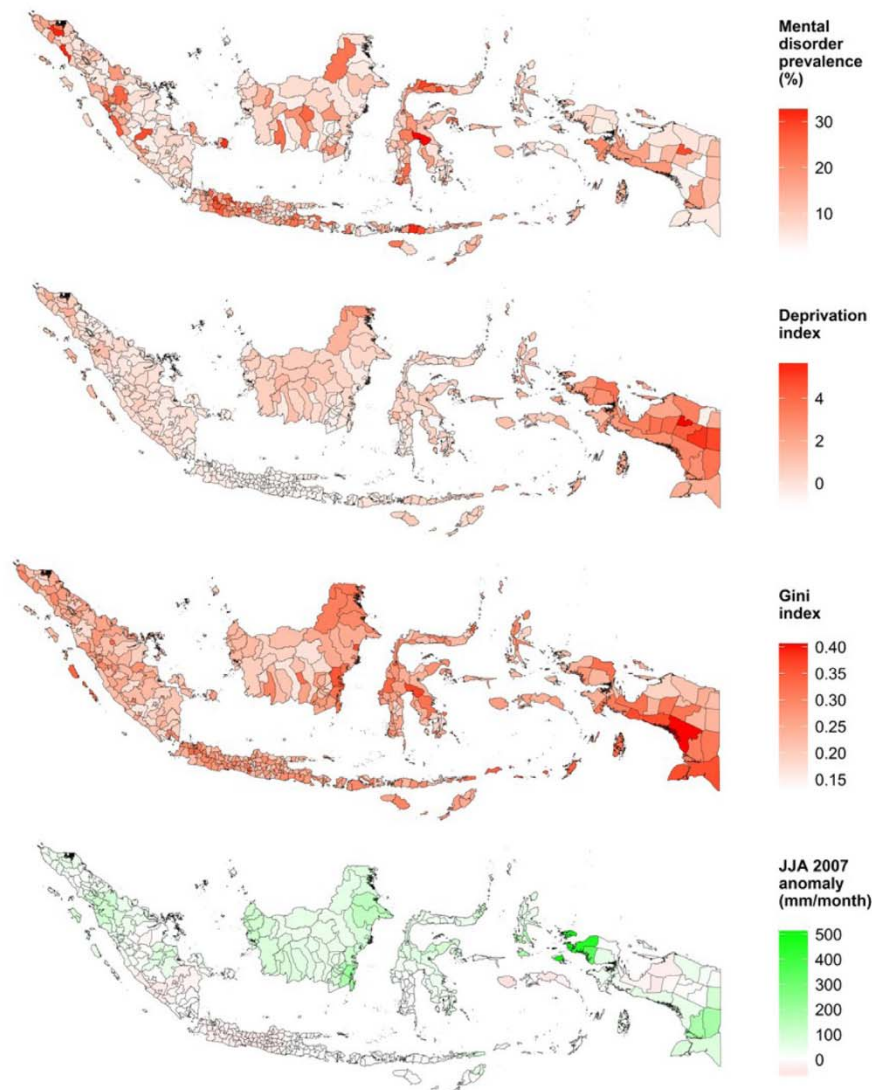 Mental
disorder
prevalence
(%)
30
20
10
Deprivation
index
4
2
0
Gini
index
0.40
0.35
0.30
0.25
0.20
0.15
JJA 2007
anomaly
(mm/month)
500
400
300
200
100
0